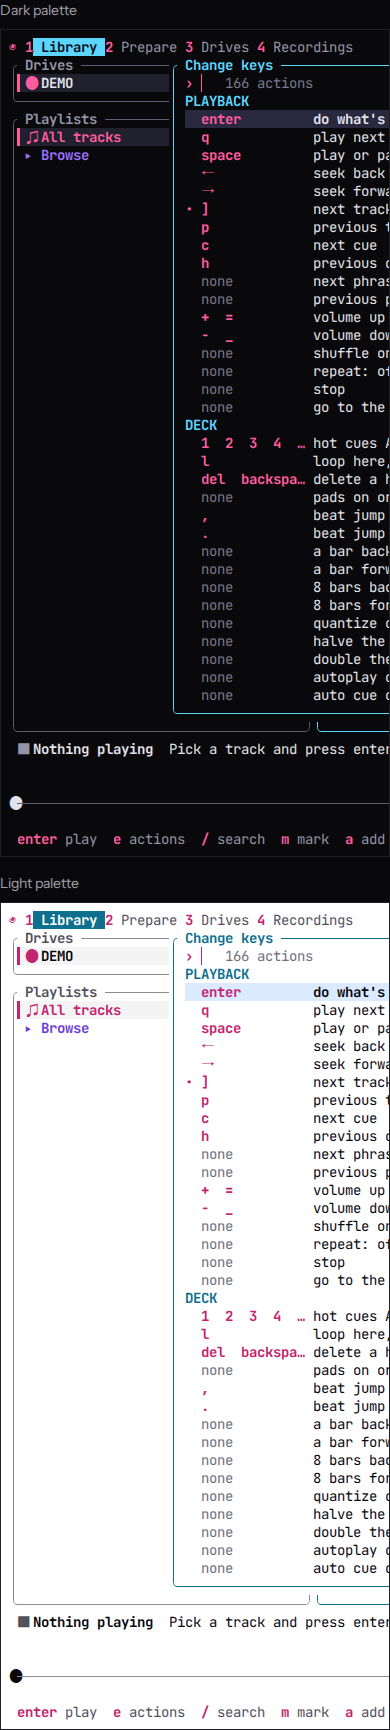 Dark palette
1 Library 2 Prepare 3 Drives 4 Recordings
Drives
DEMO
Playlists
♫All tracks
▸ Browse
Change keys
› 166 actions
PLAYBACK
enter do what's
q play next
space play or pa
← seek back
→ seek forwa
• ] next track
p previous t
c next cue
h previous c
none next phras
none previous p
+ = volume up
- _ volume dow
none shuffle on
none repeat: of
none stop
none go to the
DECK
1 2 3 4 … hot cues A
l loop here,
del backspa… delete a h
none pads on or
, beat jump
. beat jump
none a bar back
none a bar forw
none 8 bars bac
none 8 bars for
none quantize o
none halve the
none double the
none autoplay o
none auto cue o
Nothing playing Pick a track and press enter
enter play e actions / search m mark a add
Light palette
1 Library 2 Prepare 3 Drives 4 Recordings
Drives
DEMO
Playlists
♫All tracks
▸ Browse
Change keys
› 166 actions
PLAYBACK
enter do what's
q play next
space play or pa
← seek back
→ seek forwa
• ] next track
p previous t
c next cue
h previous c
none next phras
none previous p
+ = volume up
- _ volume dow
none shuffle on
none repeat: of
none stop
none go to the
DECK
1 2 3 4 … hot cues A
l loop here,
del backspa… delete a h
none pads on or
, beat jump
. beat jump
none a bar back
none a bar forw
none 8 bars bac
none 8 bars for
none quantize o
none halve the
none double the
none autoplay o
none auto cue o
Nothing playing Pick a track and press enter
enter play e actions / search m mark a add